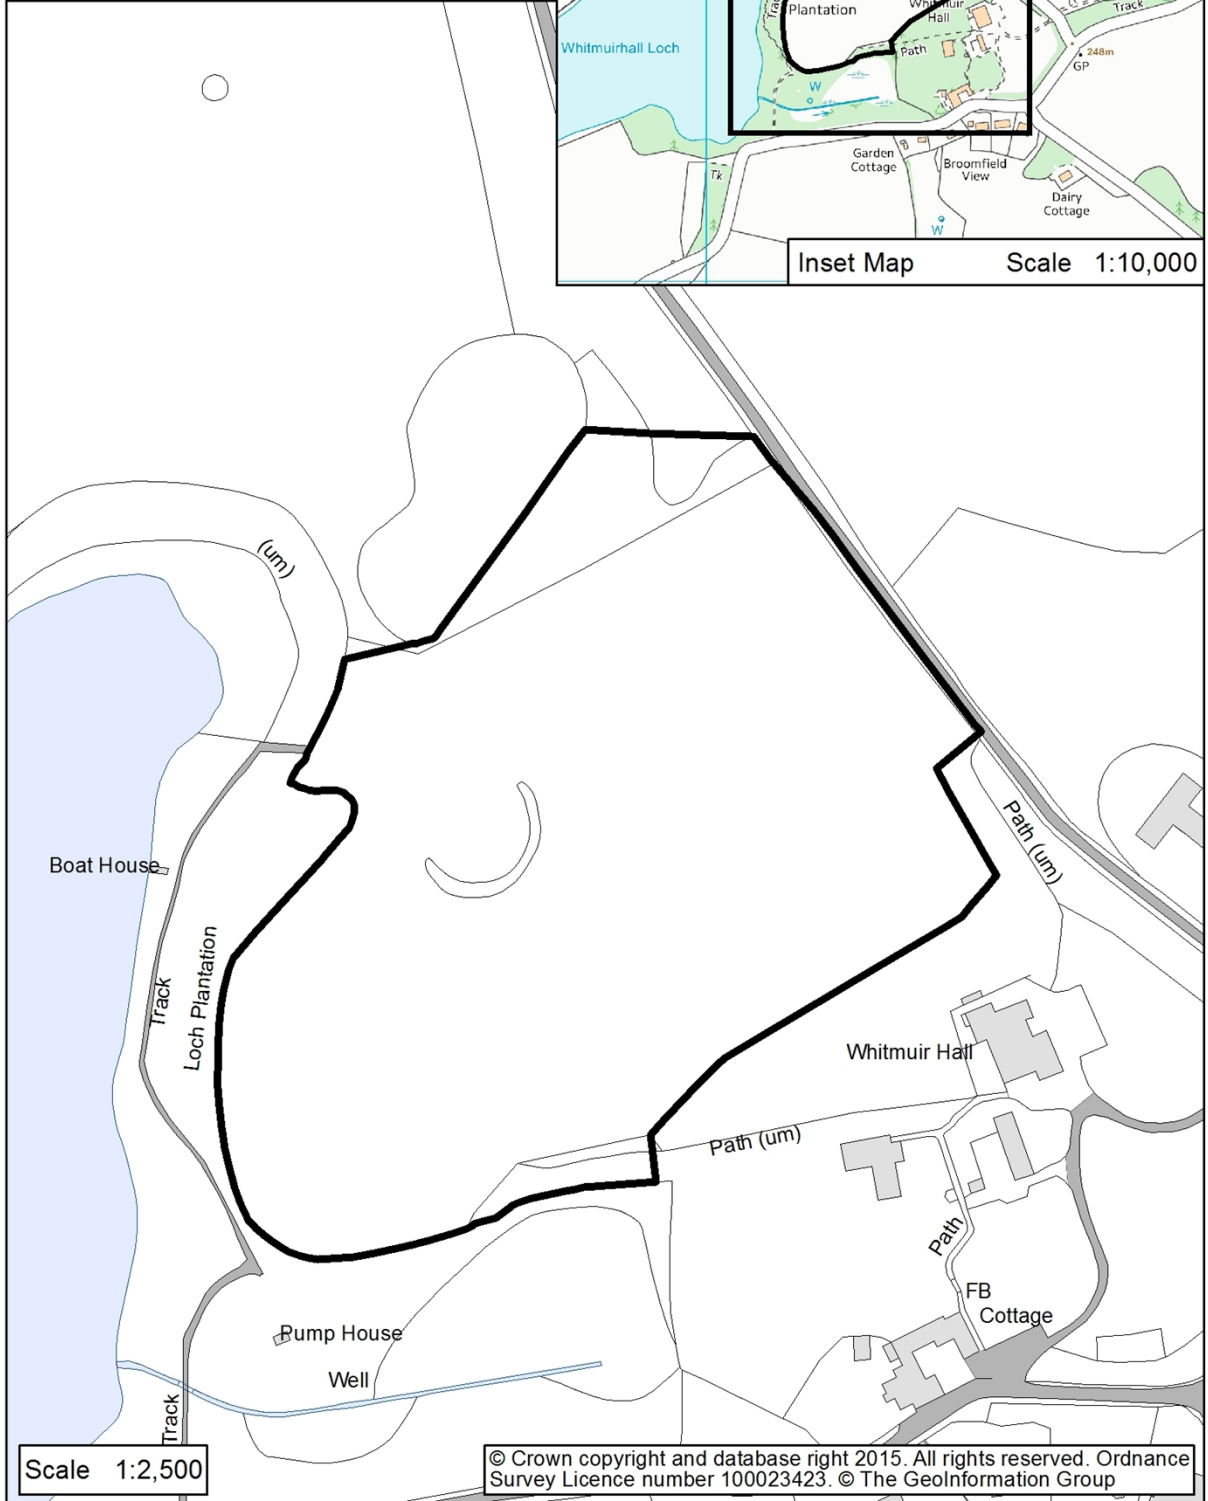 Track
Plantation
Whitmuir
Hall
Track
Whitmuirhall Loch
Path
248m
GP
W
Garden
Cottage
Broomfield
View
Tk
Dairy
Cottage
W
Inset Map Scale 1:10,000
(um)
Path (um)
Boat House
Loch Plantation
Track
Whitmuir Hall
Path (um)
Path
FB
Cottage
Pump House
Well
Track
Scale 1:2,500
© Crown copyright and database right 2015. All rights reserved. Ordnance
Survey Licence number 100023423. © The GeoInformation Group